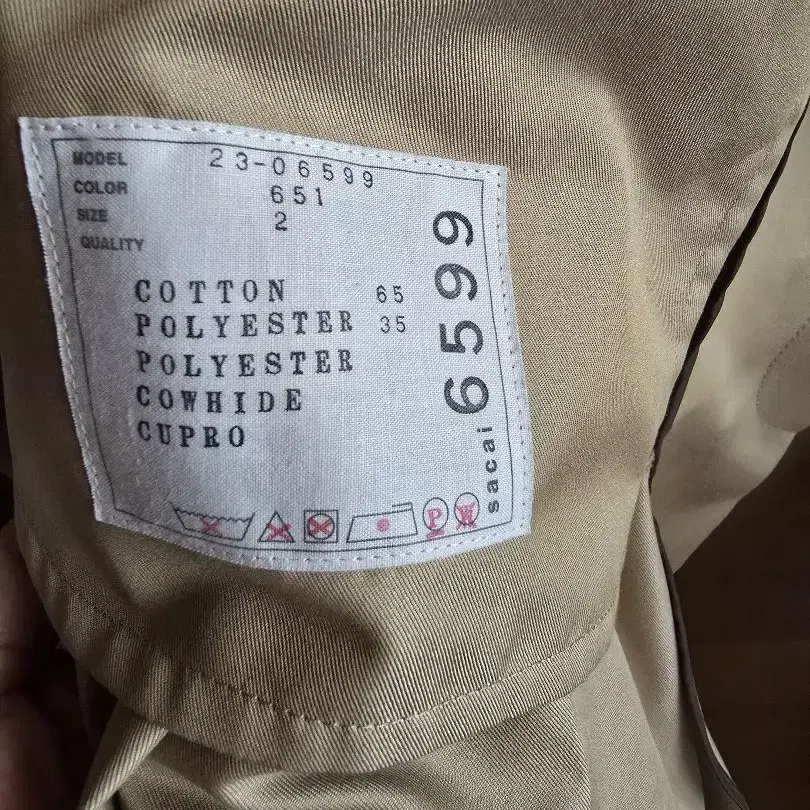 MODEL 23-06599
COLOR 651
SIZE 2
QUALITY
COTTON 65
POLYESTER 35
POLYESTER
COWHIDE
CUPRO
P W
sacai 6599